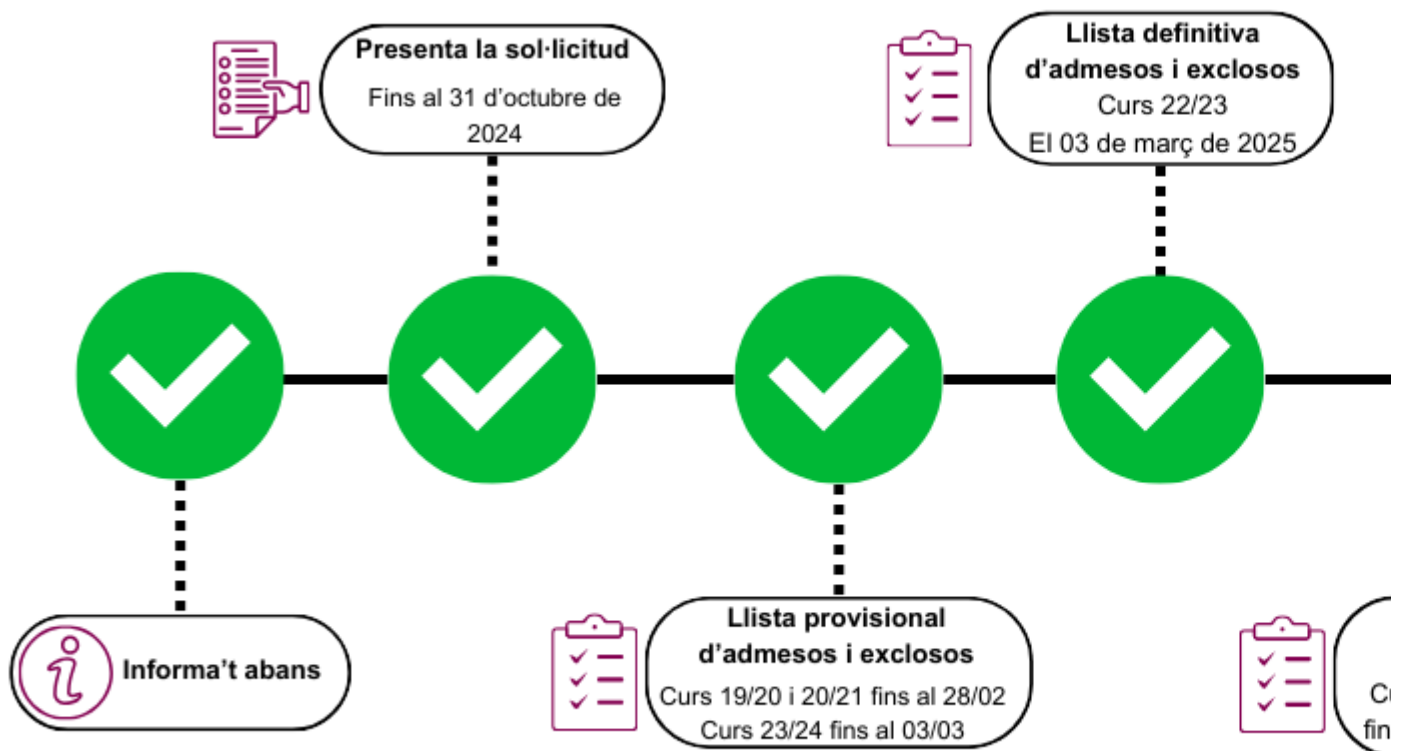 Presenta la sol·licitud
Fins al 31 d'octubre de
2024
Llista definitiva
d'admesos i exclosos
Curs 22/23
El 03 de març de 2025
Informa't abans
Llista provisional
d'admesos i exclosos
Curs 19/20 i 20/21 fins al 28/02
Curs 23/24 fins al 03/03